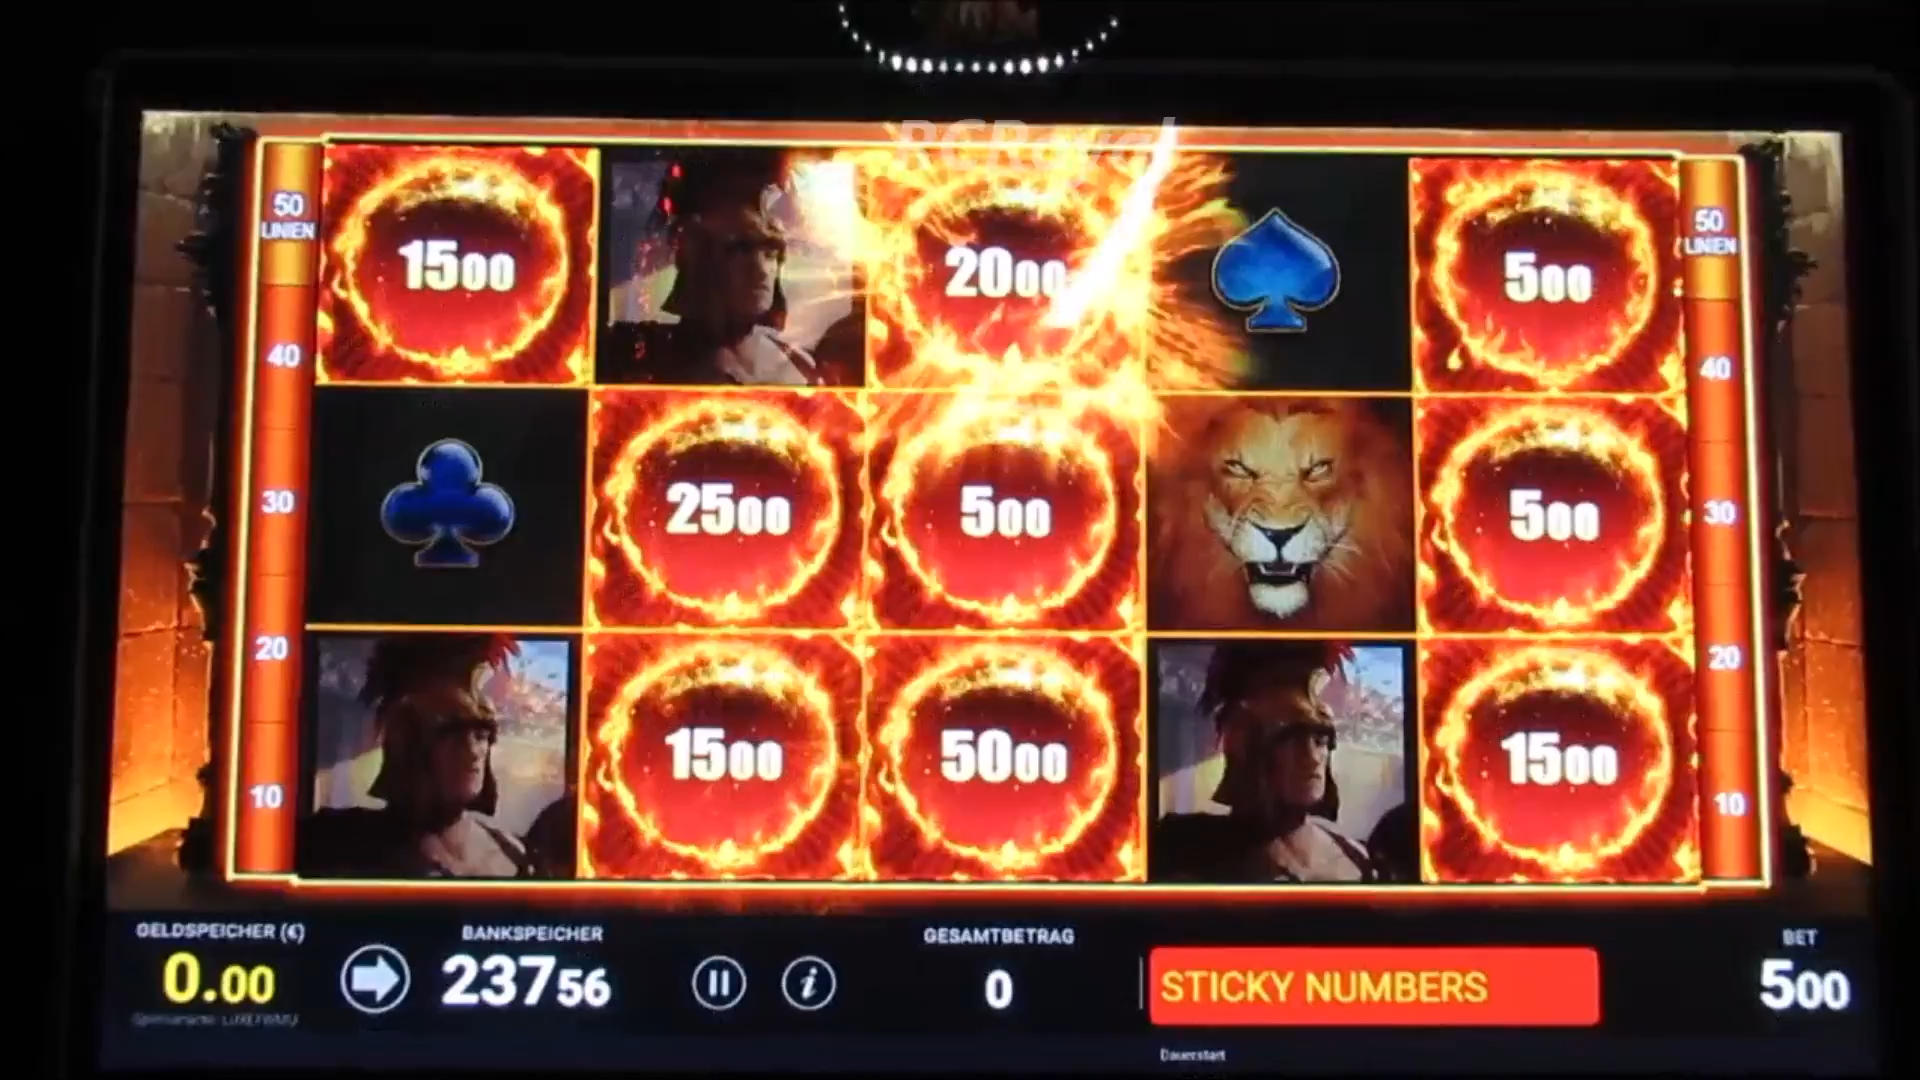 RCRoyal
50
LINIEN
1500
2000
500
50
LINIEN
40
40
30
2500
500
500
30
20
20
1500
5000
1500
10
10
GELDSPEICHER (€)
BANKSPEICHER
GESAMTBETRAG
BET
0.00
23756
0
STICKY NUMBERS
500
Dauerstart